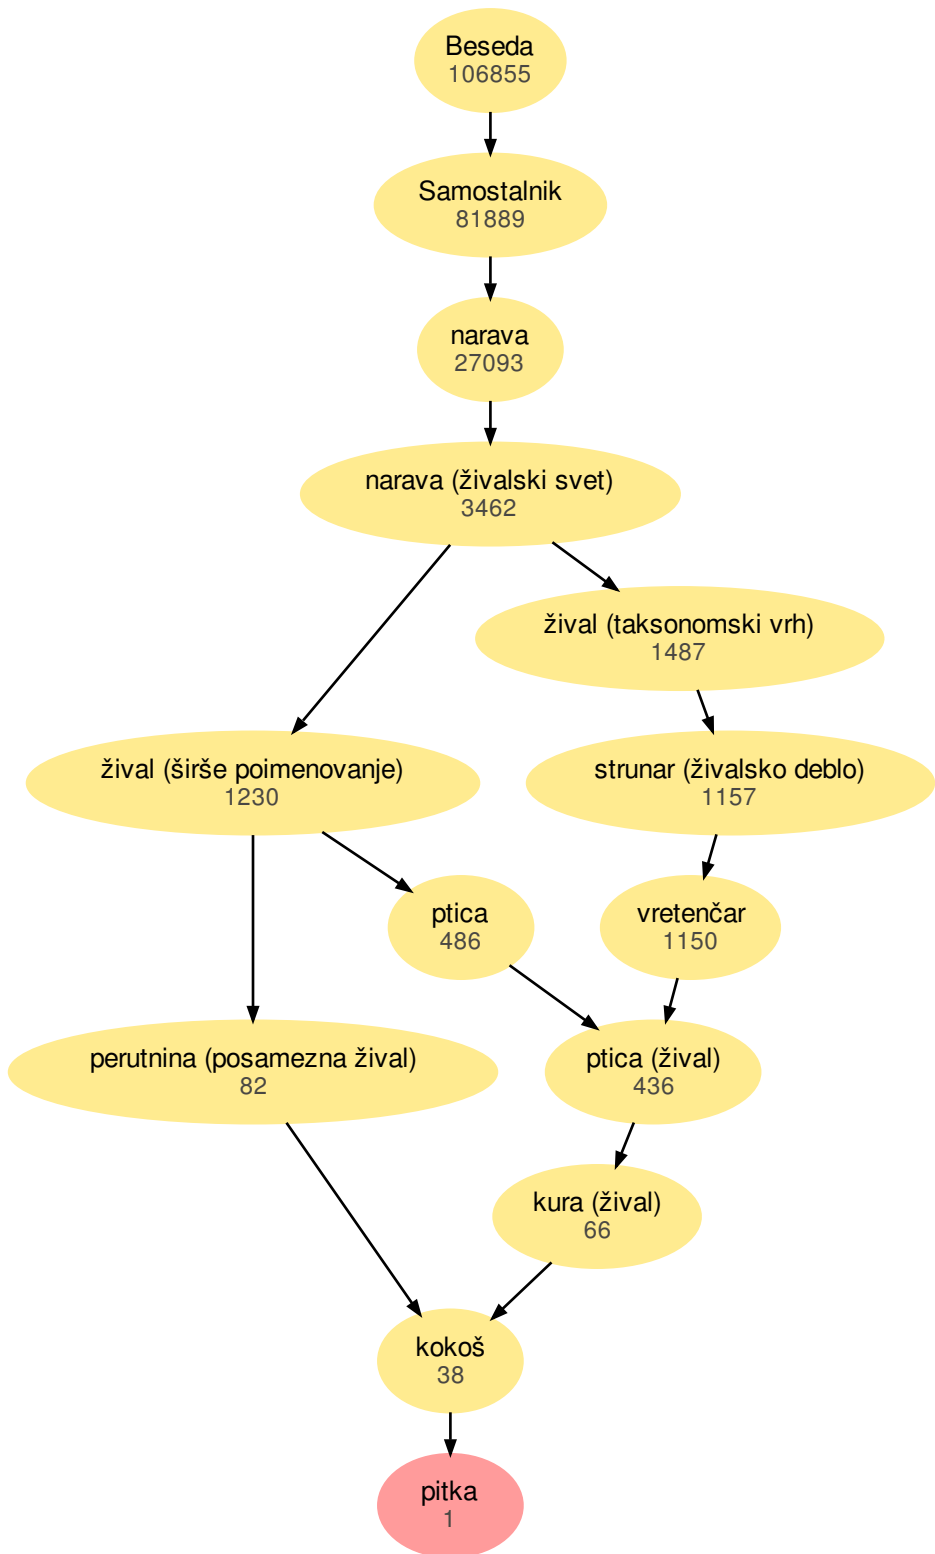 Beseda
106855
Samostalnik
81889
narava
27093
narava (živalski svet)
3462
žival (taksonomski vrh)
1487
žival (širše poimenovanje)
1230
strunar (živalsko deblo)
1157
ptica
486
vretenčar
1150
perutnina (posamezna žival)
82
ptica (žival)
436
kura (žival)
66
kokoš
38
pitka
1